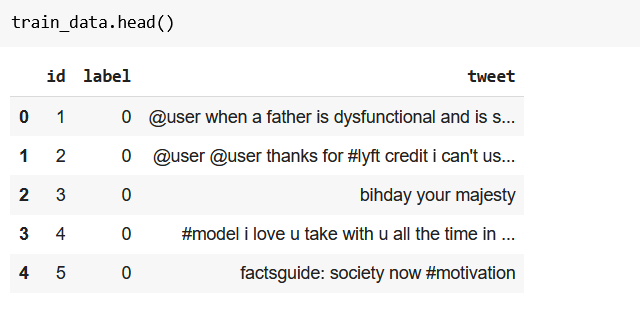 train_data.head()
id label tweet
0 1 0 @user when a father is dysfunctional and is s...
1 2 0 @user @user thanks for #lyft credit i can't us...
2 3 0 bihday your majesty
3 4 0 #model i love u take with u all the time in ...
4 5 0 factsguide: society now #motivation